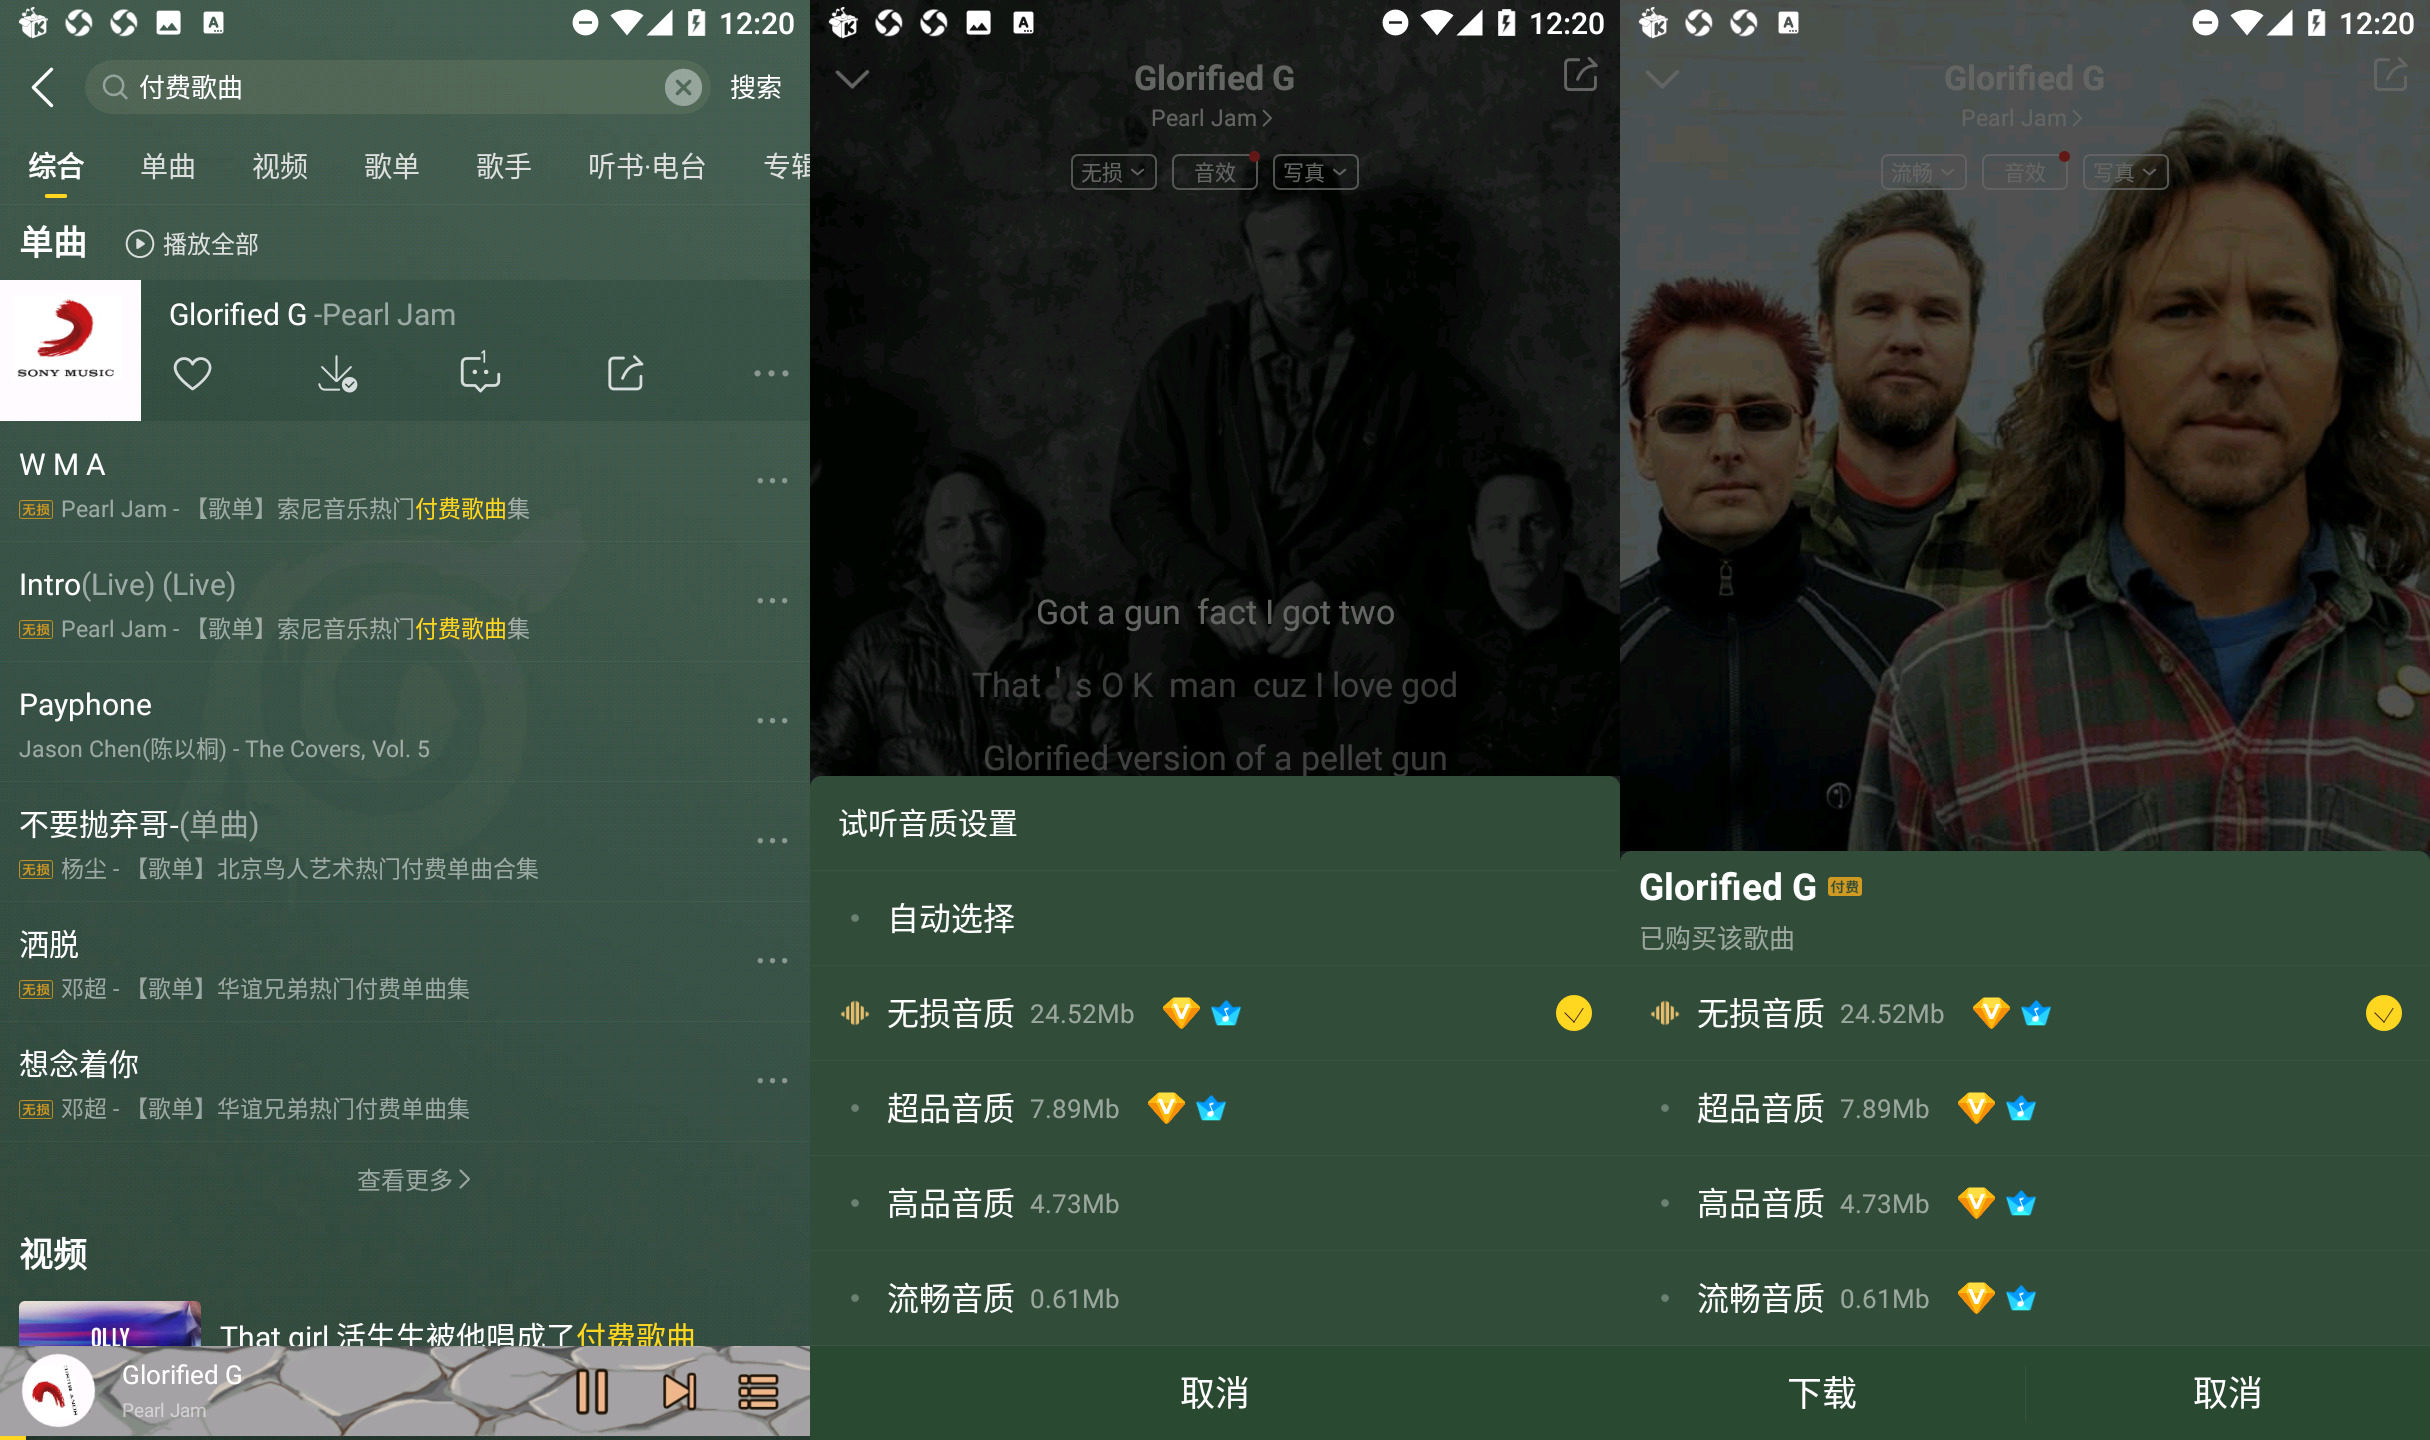 12:20
付费歌曲
搜索
综合 单曲 视频 歌单 歌手 听书·电台 专辑
单曲 播放全部
SONY MUSIC
Glorified G -Pearl Jam
1
W M A
无损 Pearl Jam - 【歌单】索尼音乐热门付费歌曲集
Intro(Live) (Live)
无损 Pearl Jam - 【歌单】索尼音乐热门付费歌曲集
Payphone
Jason Chen(陈以桐) - The Covers, Vol. 5
不要抛弃哥-(单曲)
无损 杨尘 - 【歌单】北京鸟人艺术热门付费单曲合集
洒脱
无损 邓超 - 【歌单】华谊兄弟热门付费单曲集
想念着你
无损 邓超 - 【歌单】华谊兄弟热门付费单曲集
查看更多
视频
OLLY
That girl 活生生被他唱成了付费歌曲
Glorified G
Pearl Jam
12:20
Glorified G
Pearl Jam
无损 音效 写真
Got a gun fact I got two
That ' s O K man cuz I love god
Glorified version of a pellet gun
试听音质设置
自动选择
无损音质 24.52Mb
超品音质 7.89Mb
高品音质 4.73Mb
流畅音质 0.61Mb
取消
12:20
Glorified G
Pearl Jam
流畅 音效 写真
Glorified G 付费
已购买该歌曲
无损音质 24.52Mb
超品音质 7.89Mb
高品音质 4.73Mb
流畅音质 0.61Mb
下载 取消